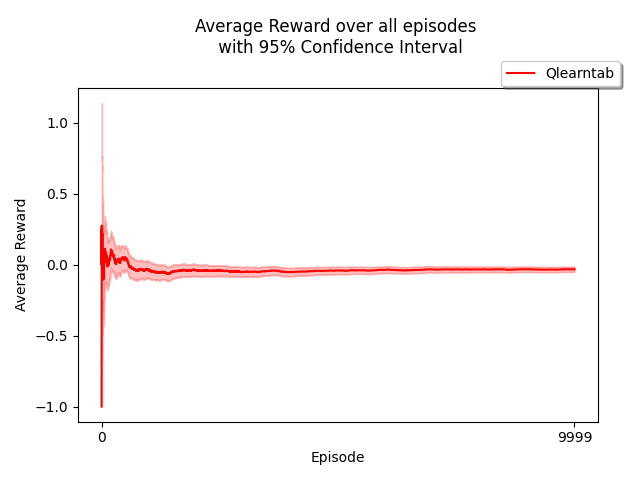 Average Reward over all episodes
with 95% Confidence Interval
Qlearntab
1.0
0.5
0.0
−0.5
−1.0
Average Reward
0
9999
Episode